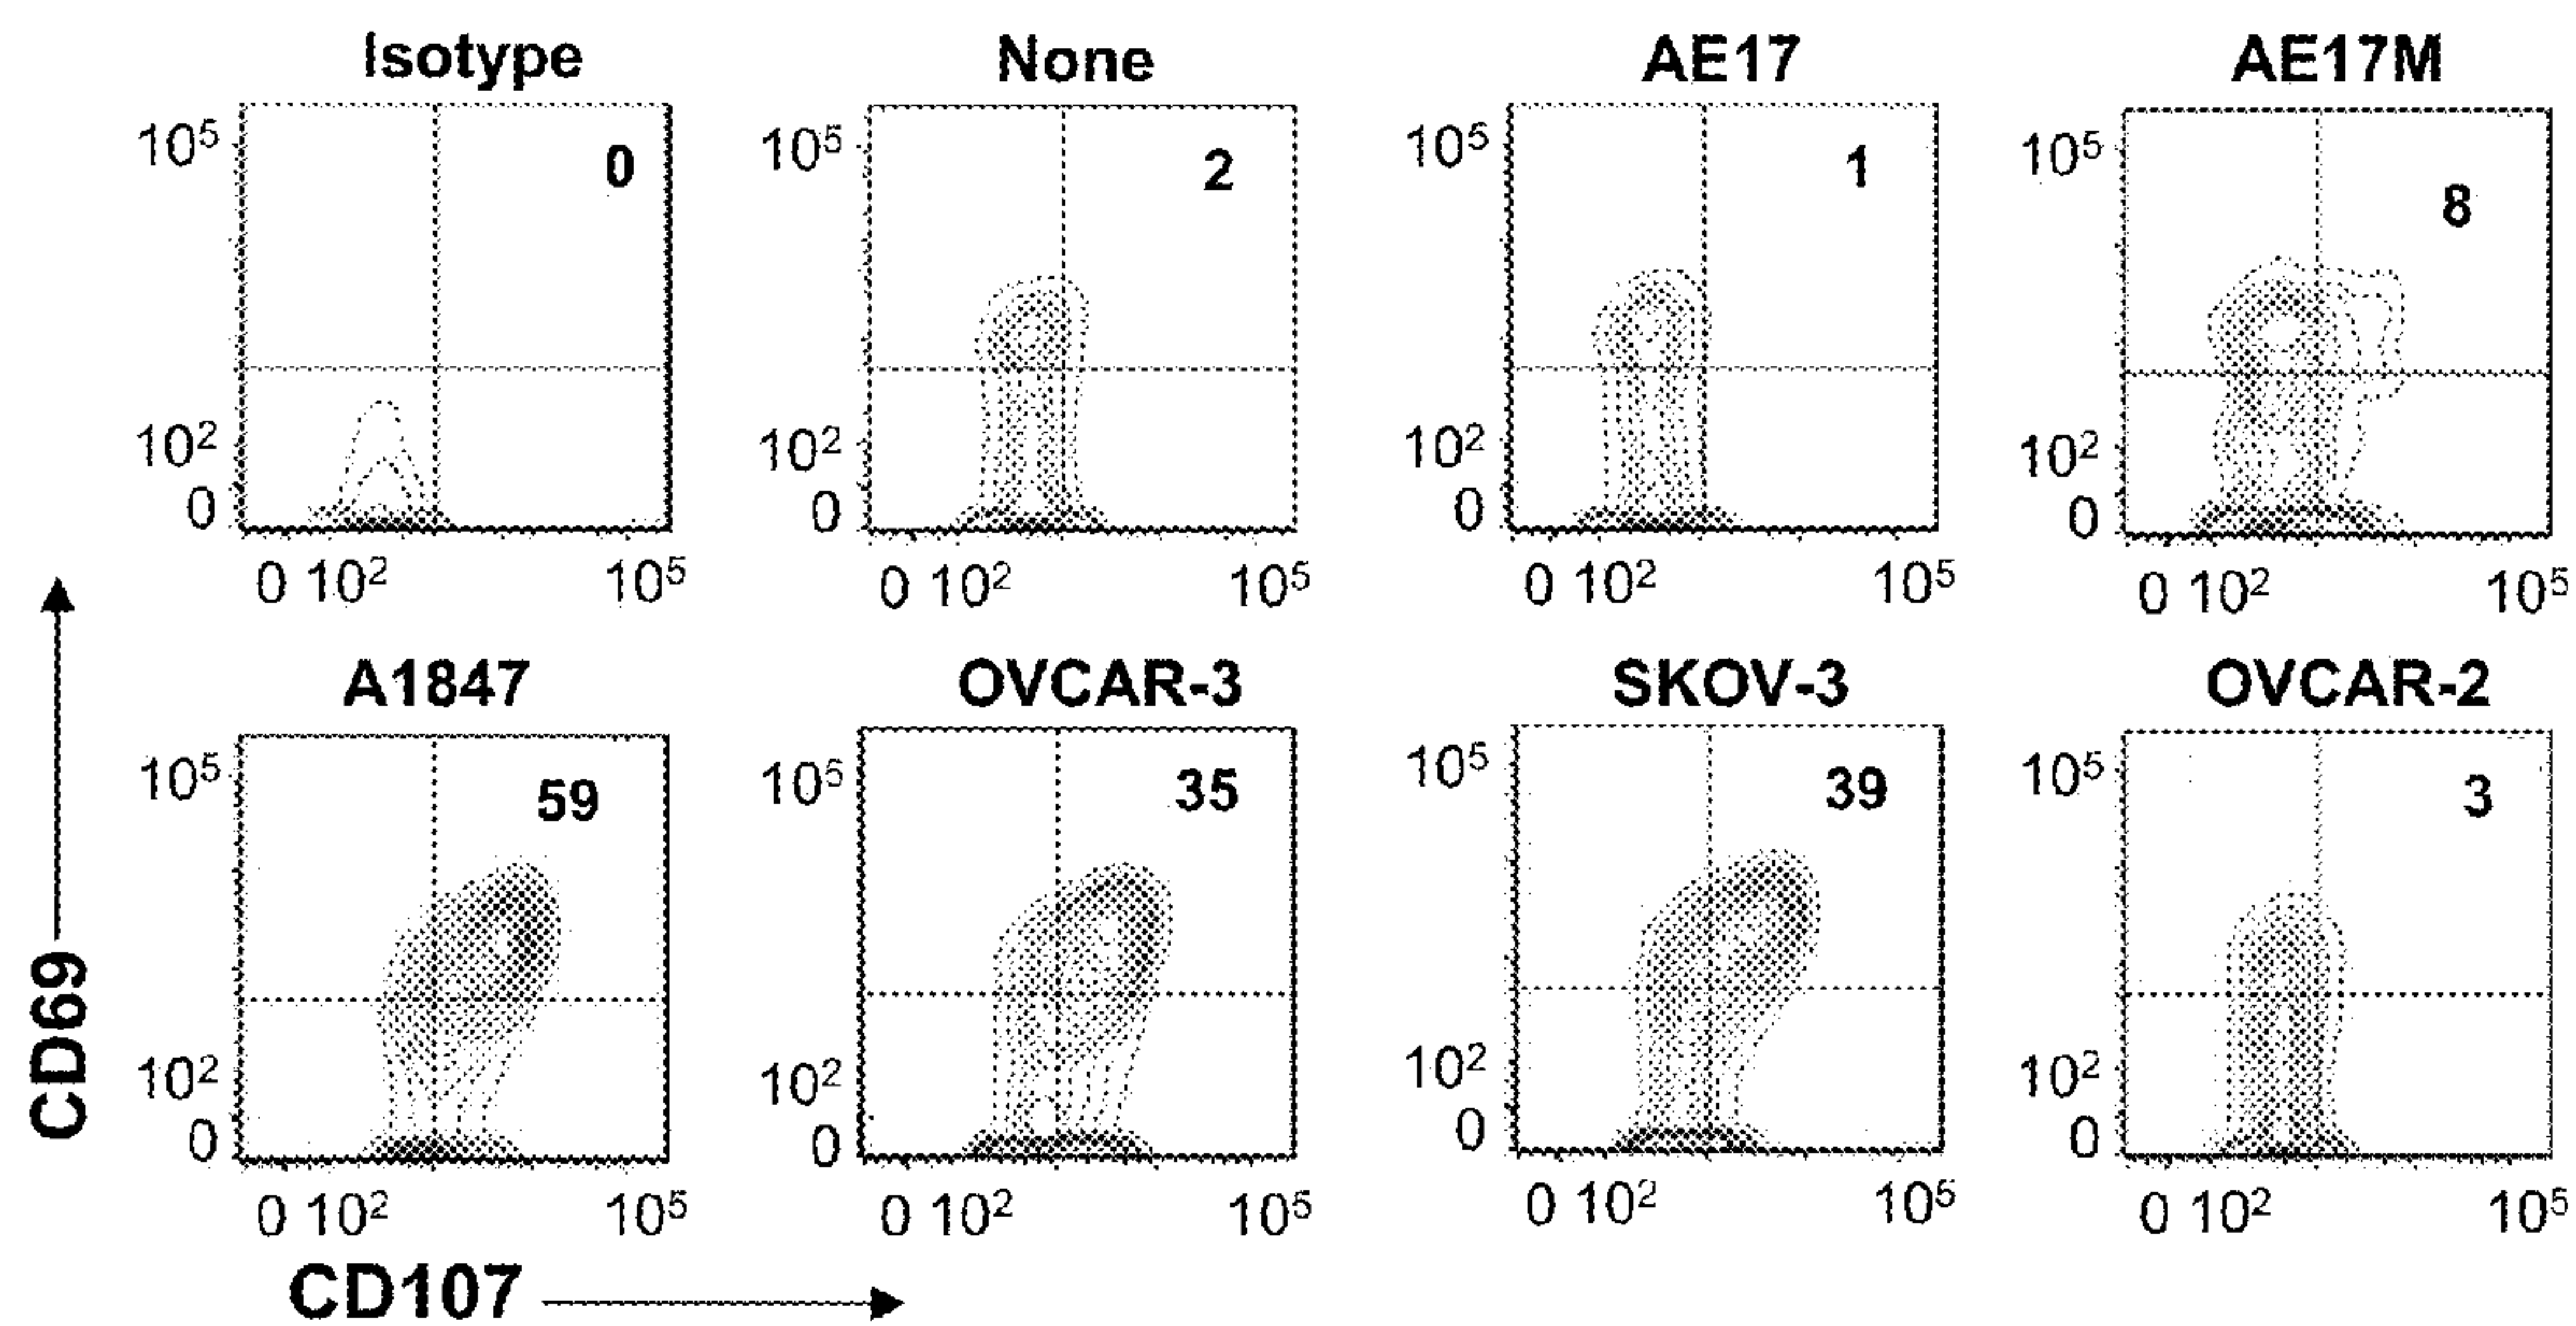 Isotype None AE17 AE17M
10⁵ 0 10⁵ 2 10⁵ 1 10⁵ 8
10² 10² 10² 10²
0 0 0 0
0 10² 10⁵ 0 10² 10⁵ 0 10² 10⁵ 0 10² 10⁵
A1847 OVCAR-3 SKOV-3 OVCAR-2
10⁵ 59 10⁵ 35 10⁵ 39 10⁵ 3
10² 10² 10² 10²
0 0 0 0
0 10² 10⁵ 0 10² 10⁵ 0 10² 10⁵ 0 10² 10⁵
CD69
CD107